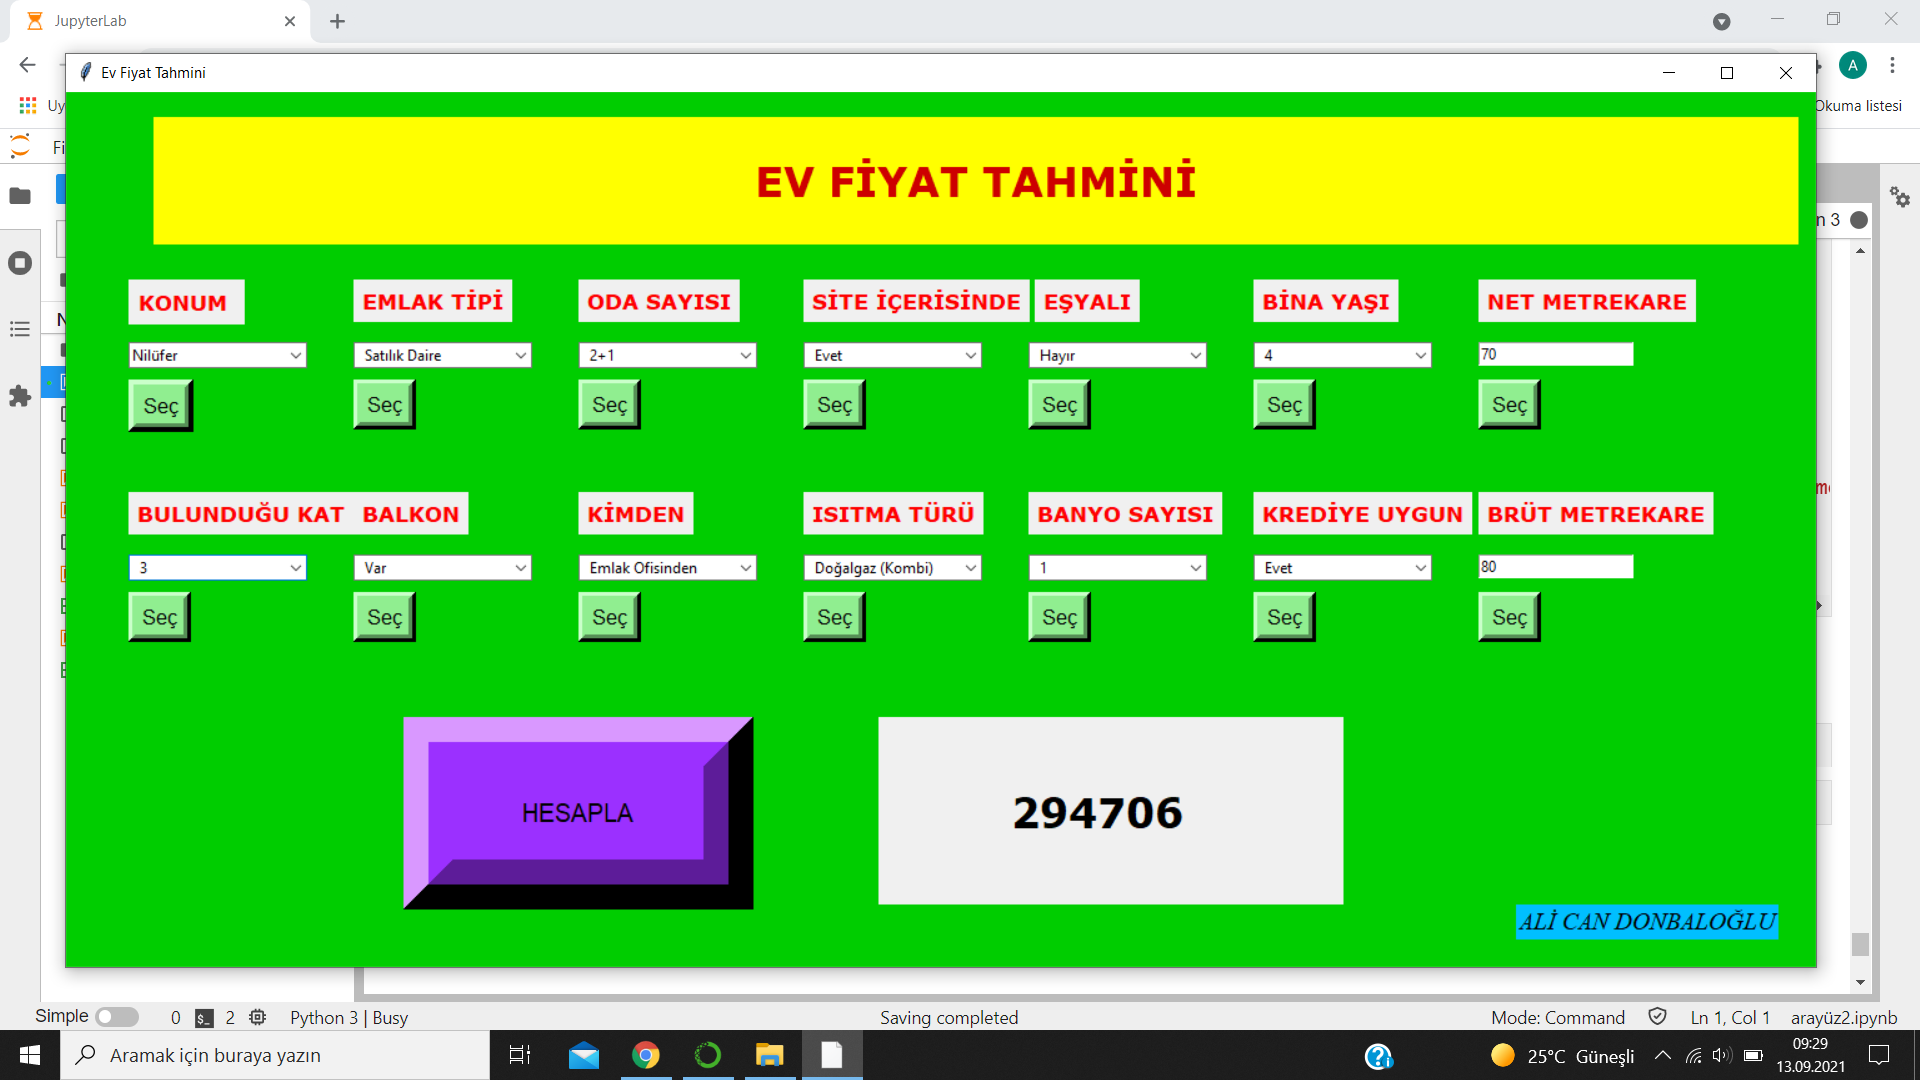 JupyterLab
Ev Fiyat Tahmini
A
Uy
Okuma listesi
Fi
EV FİYAT TAHMİNİ
n 3
KONUM EMLAK TİPİ ODA SAYISI SİTE İÇERİSİNDE EŞYALI BİNA YAŞI NET METREKARE
Nilüfer Satılık Daire 2+1 Evet Hayır 4 70
Seç Seç Seç Seç Seç Seç Seç
BULUNDUĞU KAT BALKON KİMDEN ISITMA TÜRÜ BANYO SAYISI KREDİYE UYGUN BRÜT METREKARE
3 Var Emlak Ofisinden Doğalgaz (Kombi) 1 Evet 80
Seç Seç Seç Seç Seç Seç Seç
HESAPLA
294706
ALİ CAN DONBALOĞLU
Simple 0 2 Python 3 | Busy Saving completed Mode: Command Ln 1, Col 1 arayüz2.ipynb
Aramak için buraya yazın
25°C Güneşli
09:29
13.09.2021